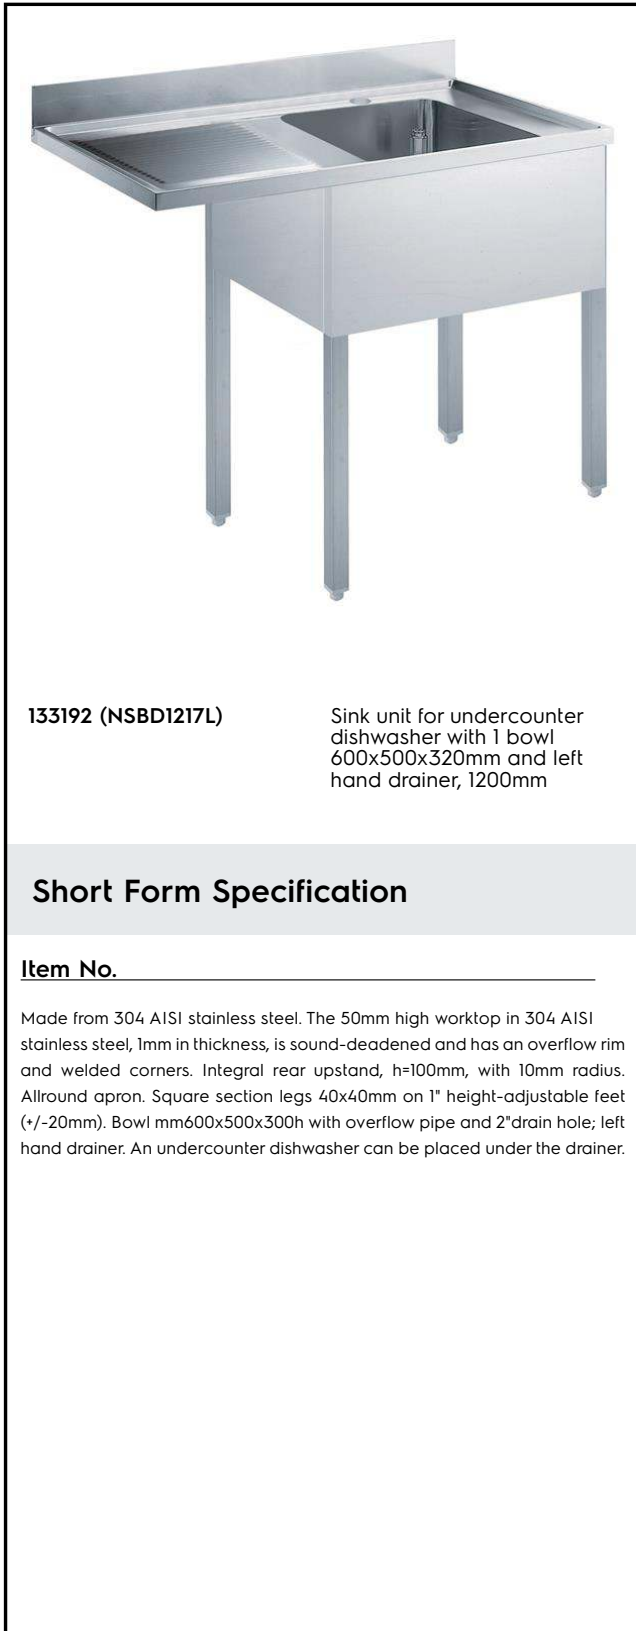 133192 (NSBD1217L)
Sink unit for undercounter
dishwasher with 1 bowl
600x500x320mm and left
hand drainer, 1200mm
Short Form Specification
Item No.
Made from 304 AISI stainless steel. The 50mm high worktop in 304 AISI
stainless steel, 1mm in thickness, is sound-deadened and has an overflow rim
and welded corners. Integral rear upstand, h=100mm, with 10mm radius.
Allround apron. Square section legs 40x40mm on 1" height-adjustable feet
(+/-20mm). Bowl mm600x500x300h with overflow pipe and 2"drain hole; left
hand drainer. An undercounter dishwasher can be placed under the drainer.